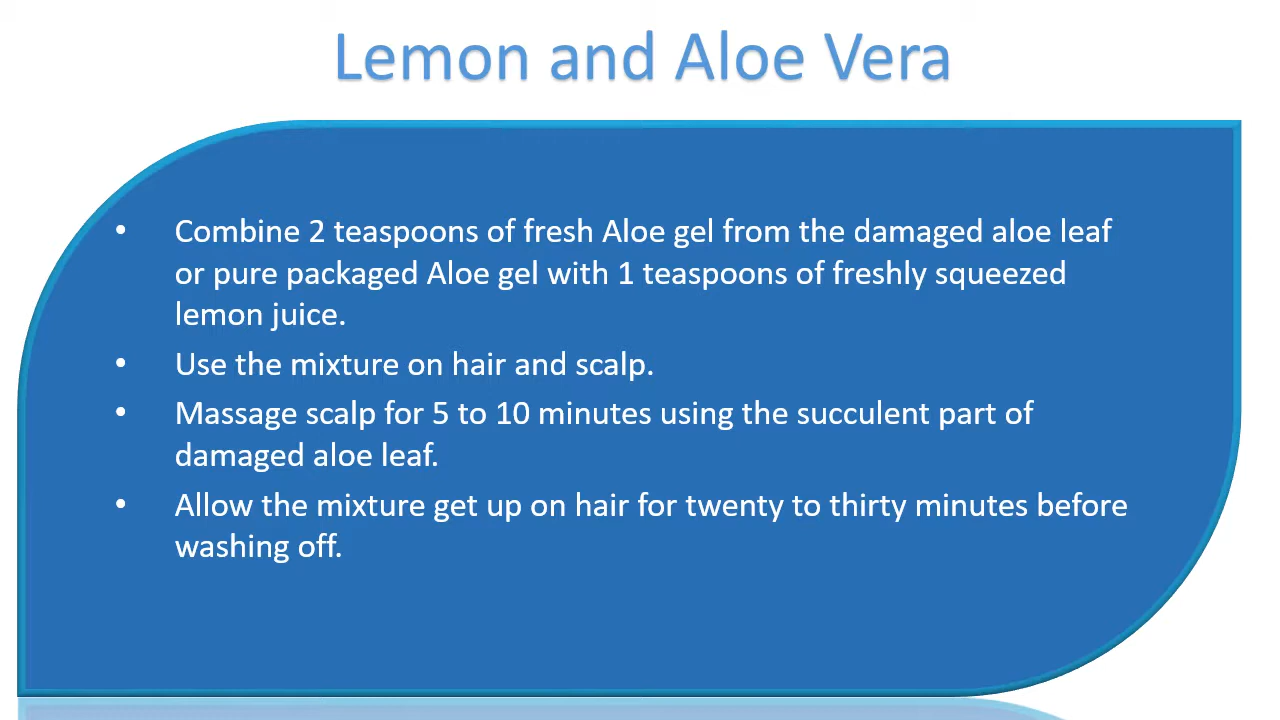 Lemon and Aloe Vera
• Combine 2 teaspoons of fresh Aloe gel from the damaged aloe leaf
or pure packaged Aloe gel with 1 teaspoons of freshly squeezed
lemon juice.
• Use the mixture on hair and scalp.
• Massage scalp for 5 to 10 minutes using the succulent part of
damaged aloe leaf.
• Allow the mixture get up on hair for twenty to thirty minutes before
washing off.